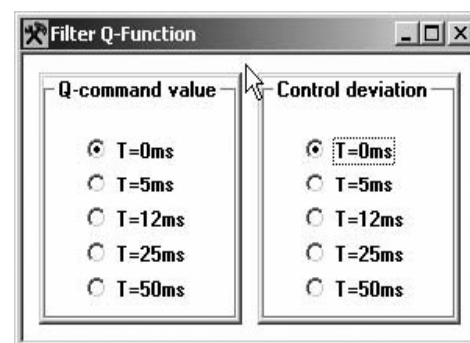 Filter Q-Function
Q-command value
T=0ms
T=5ms
T=12ms
T=25ms
T=50ms
Control deviation
T=0ms
T=5ms
T=12ms
T=25ms
T=50ms